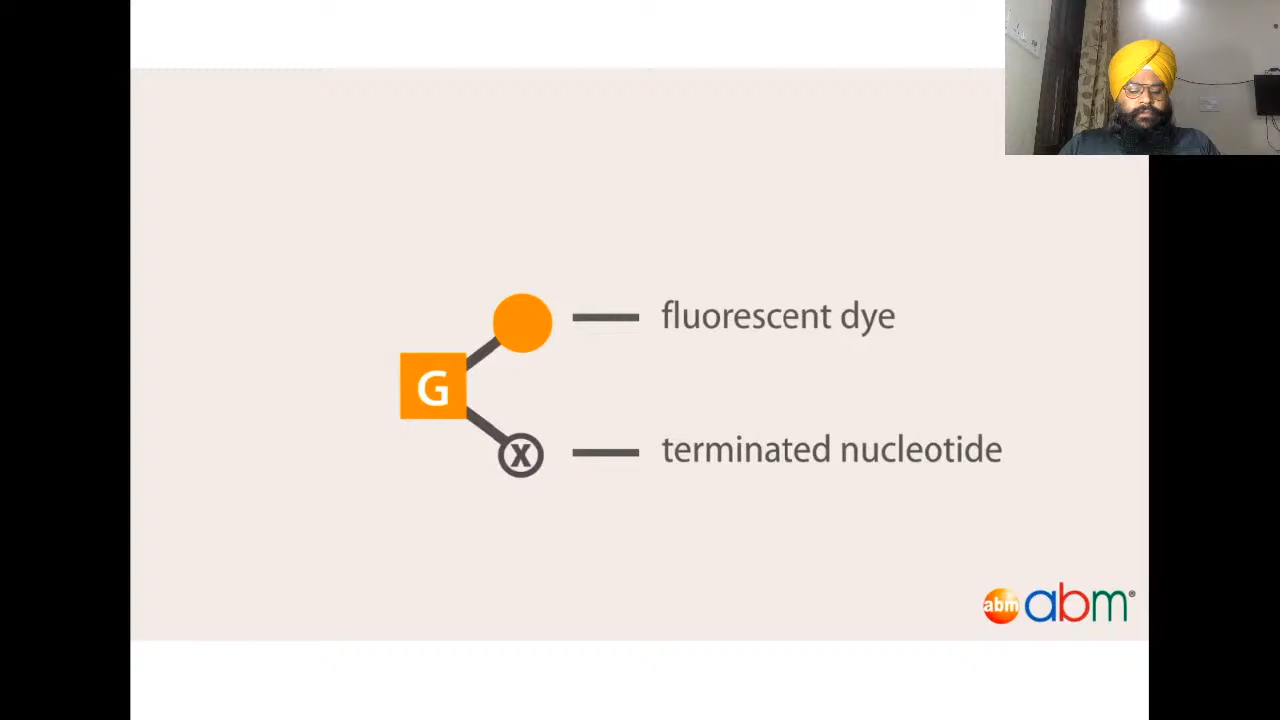 fluorescent dye
G
X
terminated nucleotide
abm abm®